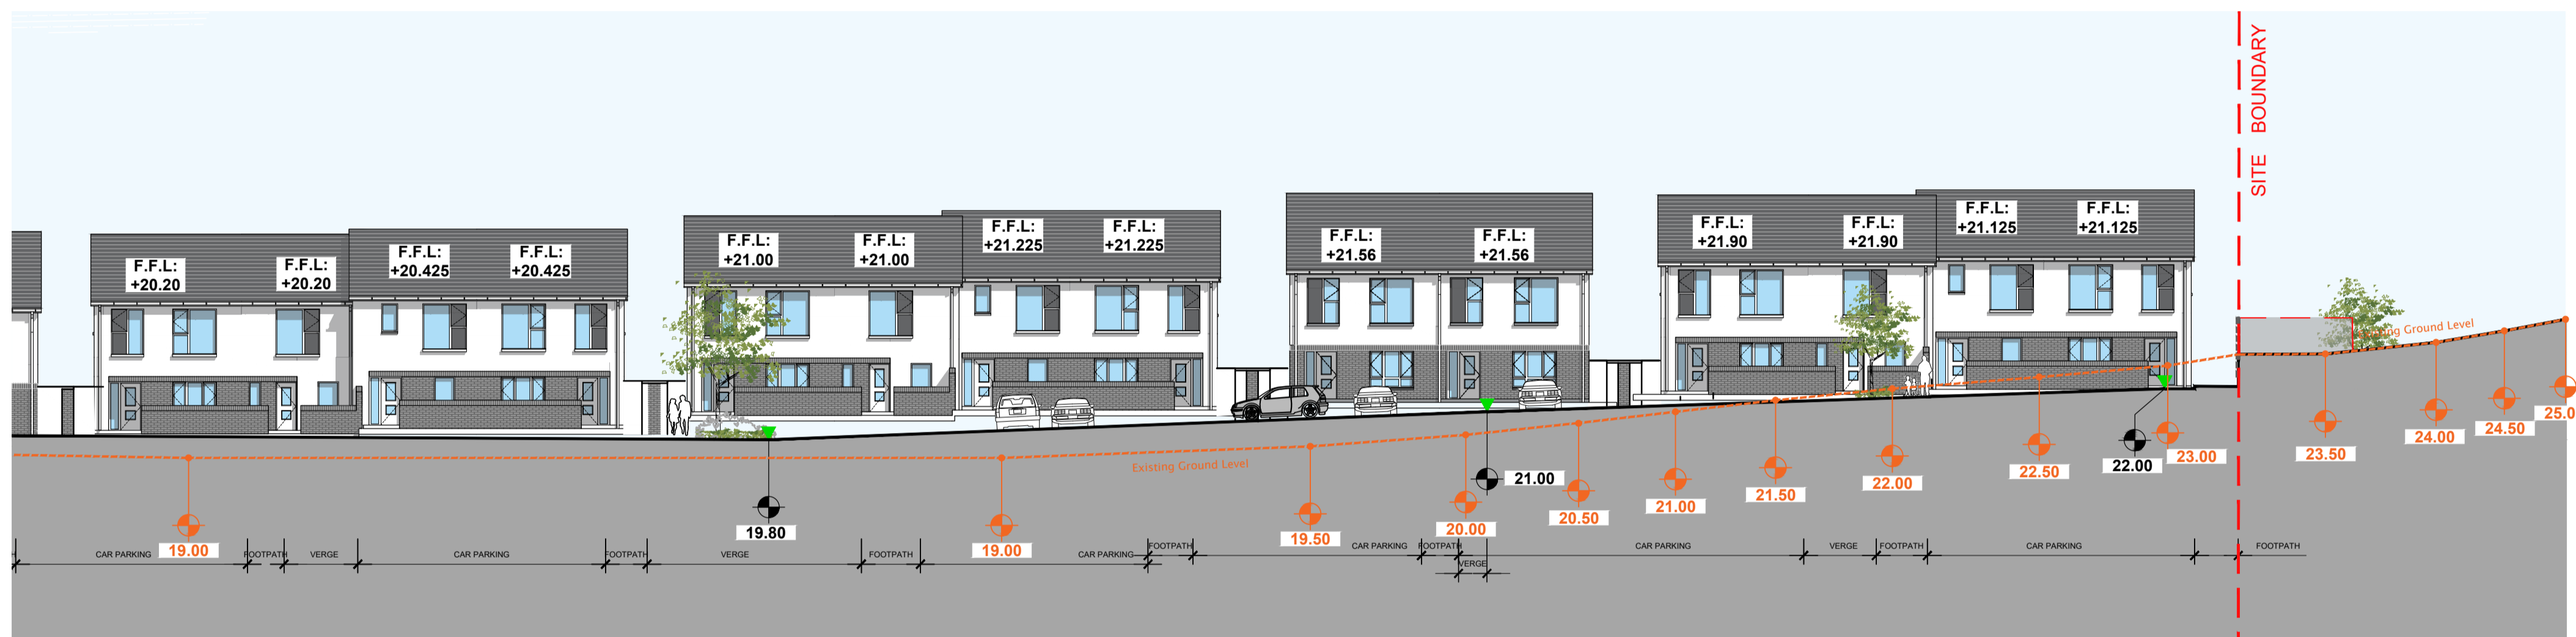 SITE BOUNDARY
F.F.L:
+20.20
F.F.L:
+20.20
F.F.L:
+20.425
F.F.L:
+20.425
F.F.L:
+21.00
F.F.L:
+21.00
F.F.L:
+21.225
F.F.L:
+21.225
F.F.L:
+21.56
F.F.L:
+21.56
F.F.L:
+21.90
F.F.L:
+21.90
F.F.L:
+21.125
F.F.L:
+21.125
Existing Ground Level
Existing Ground Level
19.00
19.80
19.00
19.50
20.00
21.00
20.50
21.00
21.50
22.00
22.50
22.00
23.00
23.50
24.00
24.50
25.0
CAR PARKING
FOOTPATH
VERGE
CAR PARKING
FOOTPATH
VERGE
FOOTPATH
CAR PARKING
FOOTPATH
CAR PARKING
FOOTPATH
VERGE
CAR PARKING
VERGE
FOOTPATH
CAR PARKING
FOOTPATH